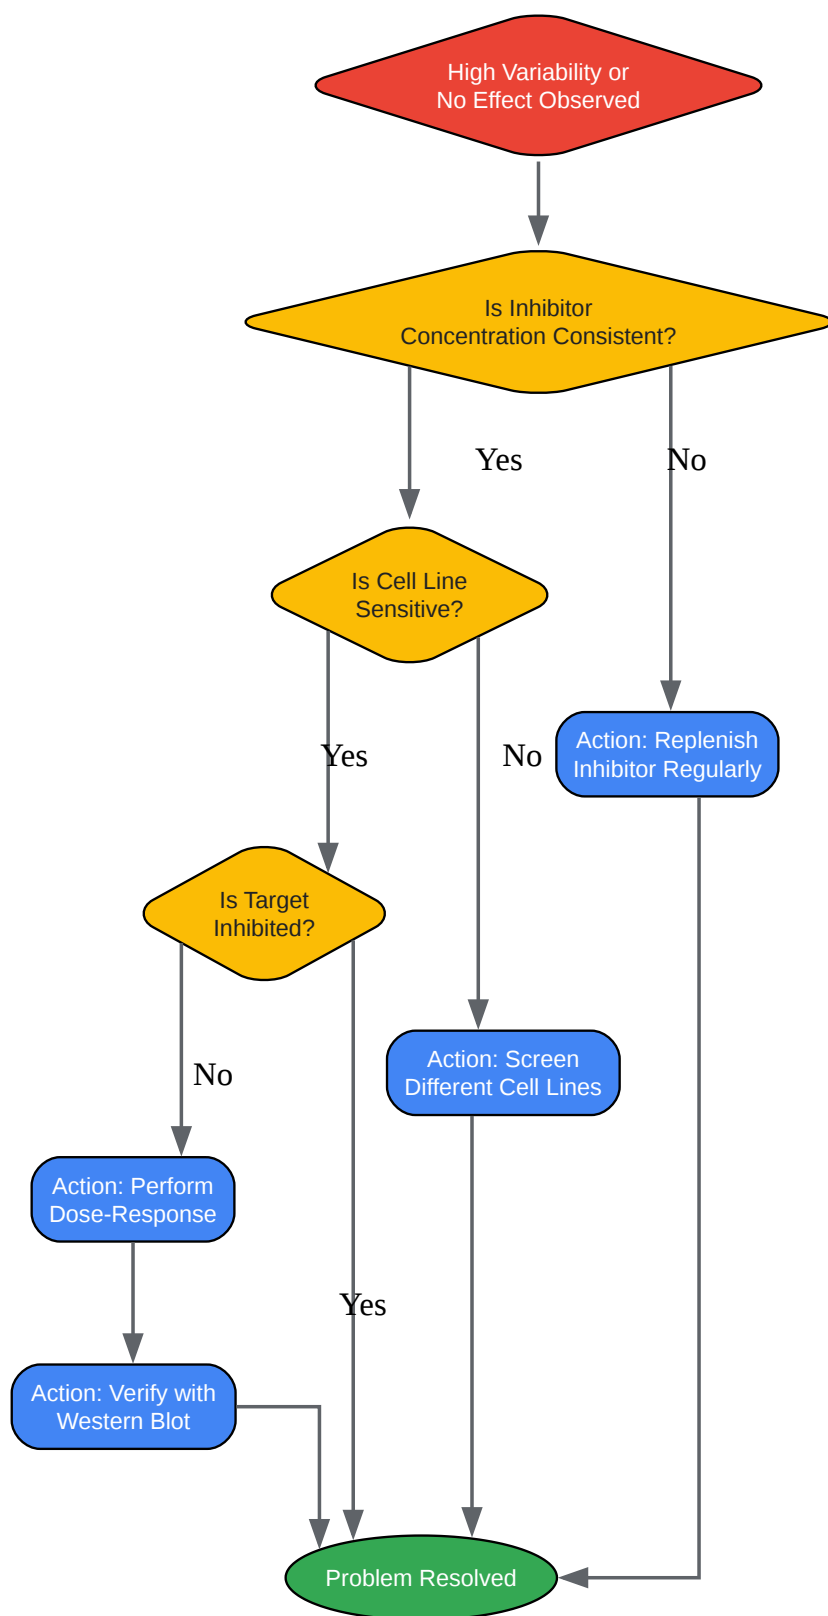 High Variability or
No Effect Observed
Is Inhibitor
Concentration Consistent?
Yes
No
Is Cell Line
Sensitive?
Yes
No
Action: Replenish
Inhibitor Regularly
Is Target
Inhibited?
No
Action: Screen
Different Cell Lines
Action: Perform
Dose-Response
Yes
Action: Verify with
Western Blot
Problem Resolved